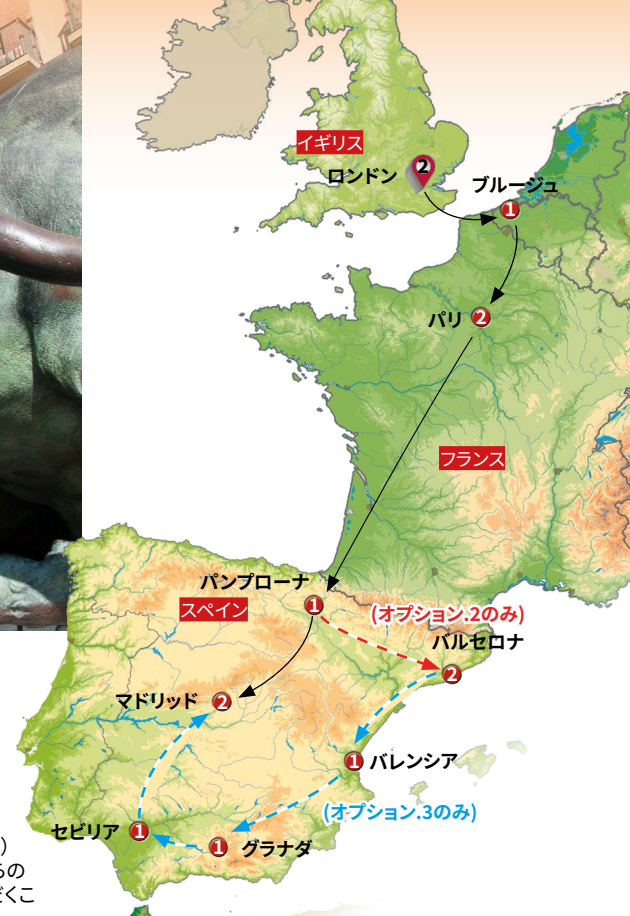 イギリス
2
ロンドン
ブルージュ
1
パリ
2
フランス
パンプローナ
1
スペイン
(オプション.2のみ)
バルセロナ
2
マドリッド
2
1
バレンシア
(オプション.3のみ)
セビリア
1
1
グラナダ
)
らの
だくこ